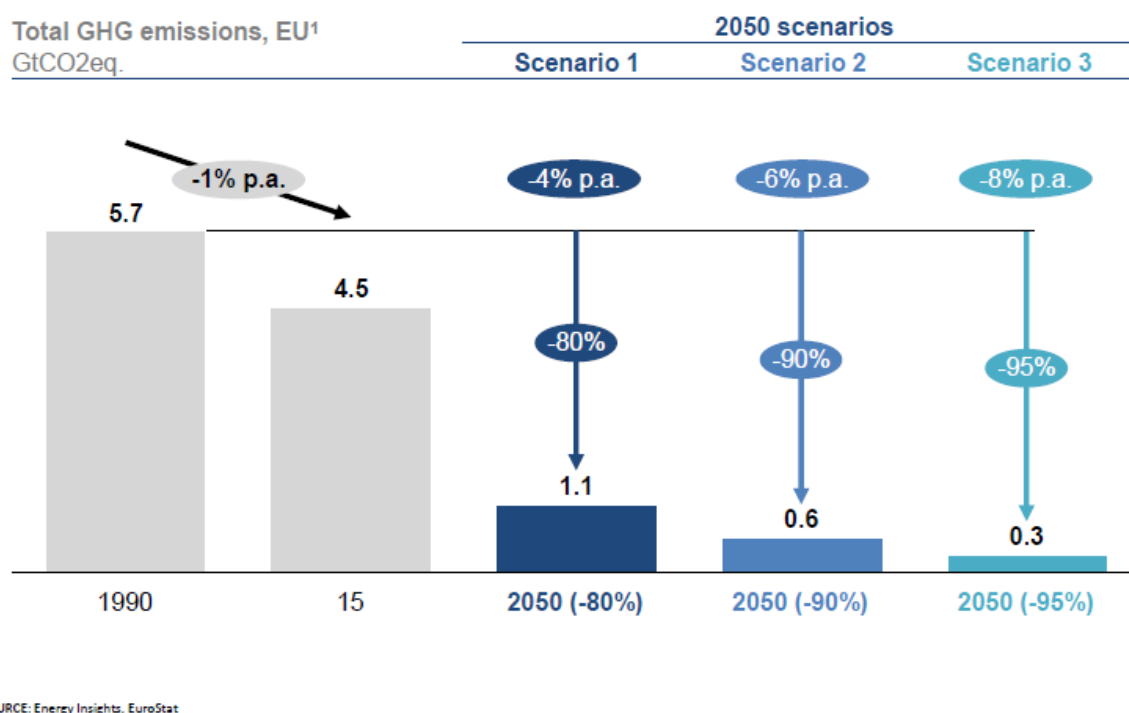 Total GHG emissions, EU¹
GtCO2eq.
2050 scenarios
Scenario 1 Scenario 2 Scenario 3
-1% p.a. -4% p.a. -6% p.a. -8% p.a.
5.7
4.5
-80%
-90%
-95%
1.1
0.6
0.3
1990 15 2050 (-80%) 2050 (-90%) 2050 (-95%)
URCE: Energy Insights, EuroStat